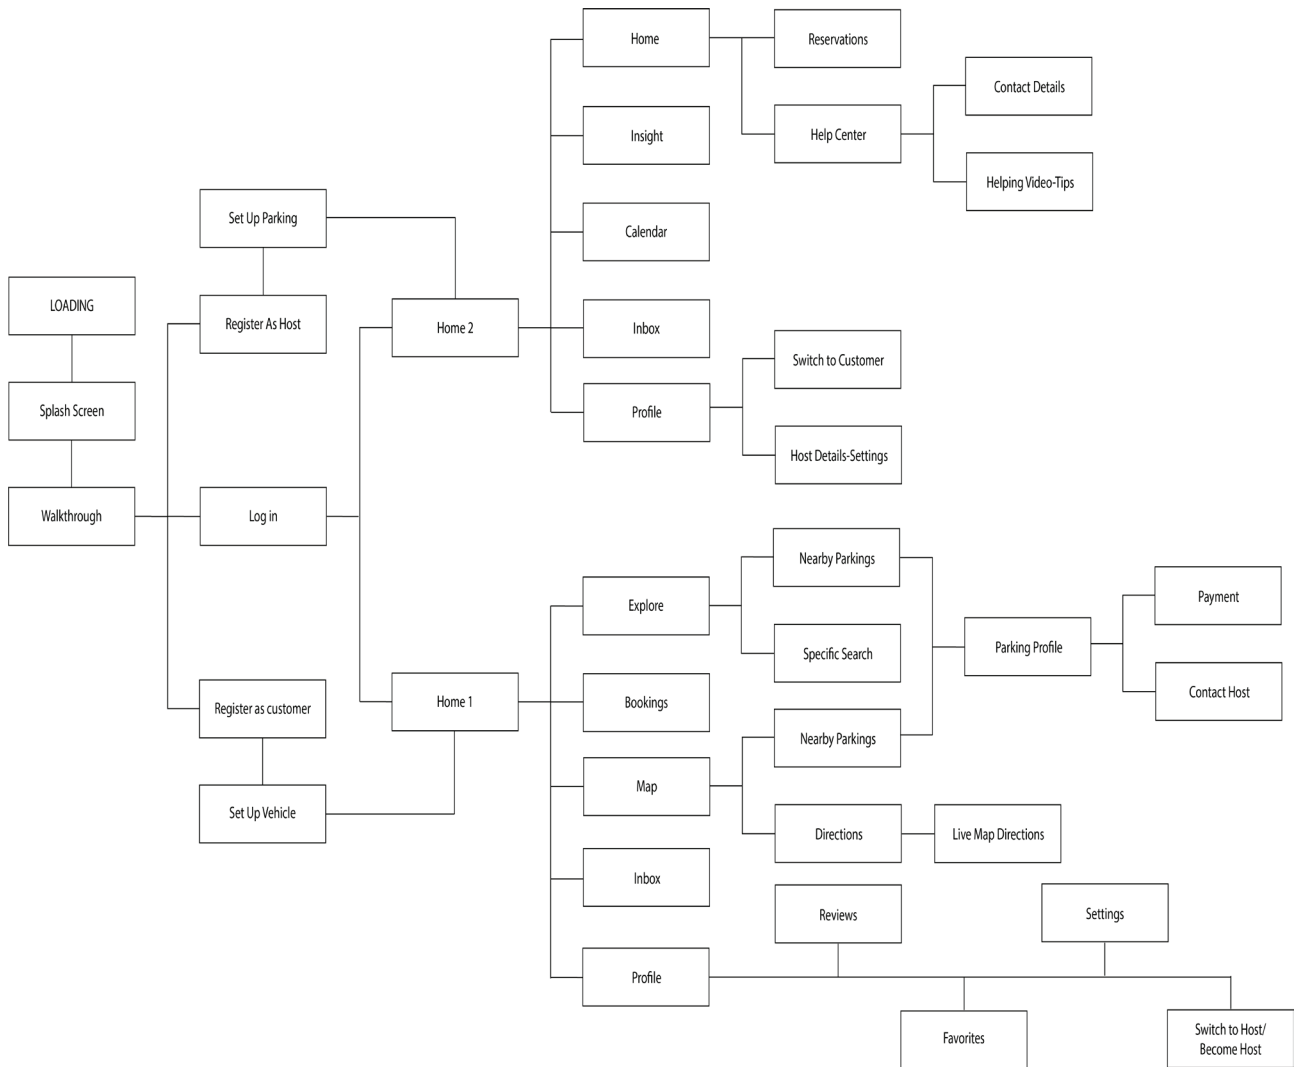 Home
Reservations
Contact Details
Insight
Help Center
Helping Video-Tips
Set Up Parking
Calendar
LOADING
Register As Host
Home 2
Inbox
Switch to Customer
Splash Screen
Profile
Host Details-Settings
Walkthrough
Log in
Nearby Parkings
Explore
Payment
Specific Search
Parking Profile
Register as customer
Home 1
Bookings
Contact Host
Nearby Parkings
Map
Set Up Vehicle
Directions
Live Map Directions
Inbox
Reviews
Settings
Profile
Favorites
Switch to Host/
Become Host